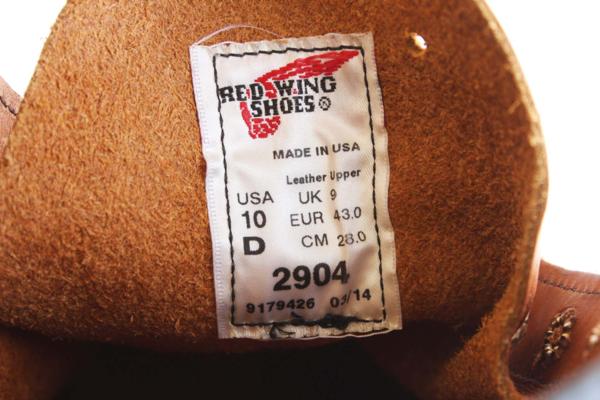 RED WING
SHOES ®
MADE IN USA
Leather Upper
USA UK 9
10 EUR 43.0
D CM 28.0
2904
9179426 03/14